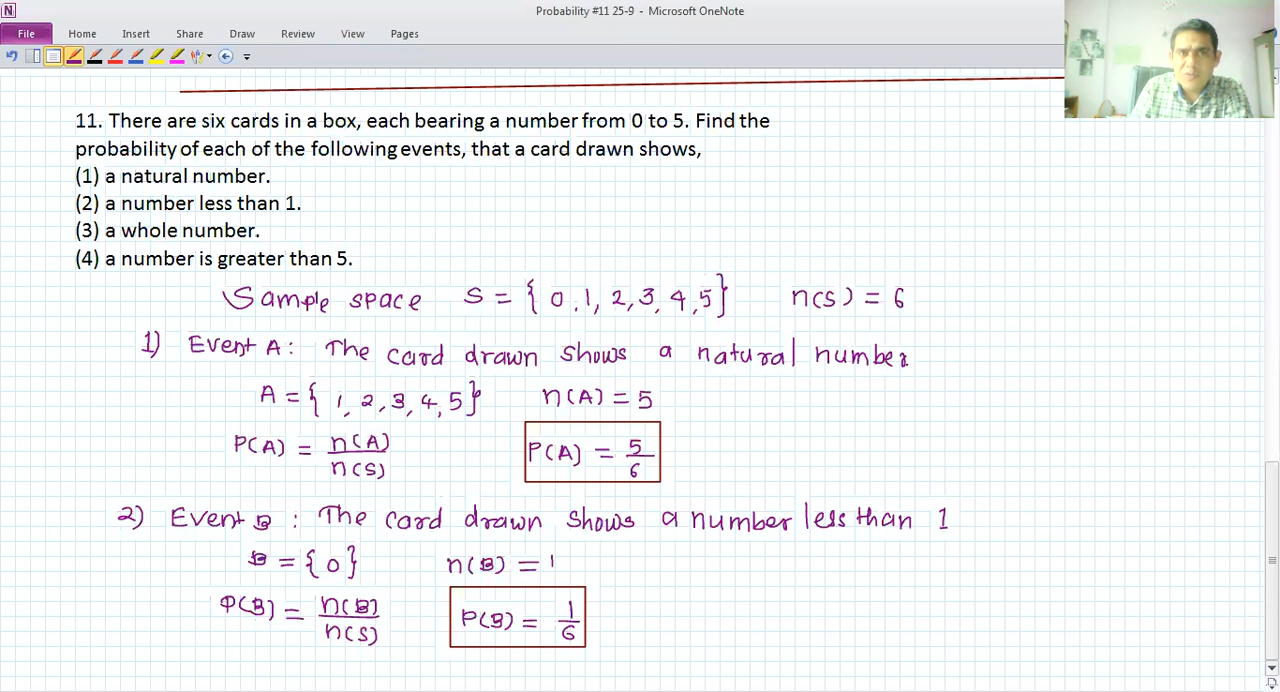 Probability #11 25-9 - Microsoft OneNote
File Home Insert Share Draw Review View Pages
11. There are six cards in a box, each bearing a number from 0 to 5. Find the
probability of each of the following events, that a card drawn shows,
(1) a natural number.
(2) a number less than 1.
(3) a whole number.
(4) a number is greater than 5.
Sample space S = { 0, 1, 2, 3, 4, 5 } n(S) = 6
1) Event A: The card drawn shows a natural number
A = { 1, 2, 3, 4, 5 } n(A) = 5
P(A) = n(A) / n(S) P(A) = 5/6
2) Event B : The card drawn shows a number less than 1
B = { 0 } n(B) = 1
P(B) = n(B) / n(S) P(B) = 1/6